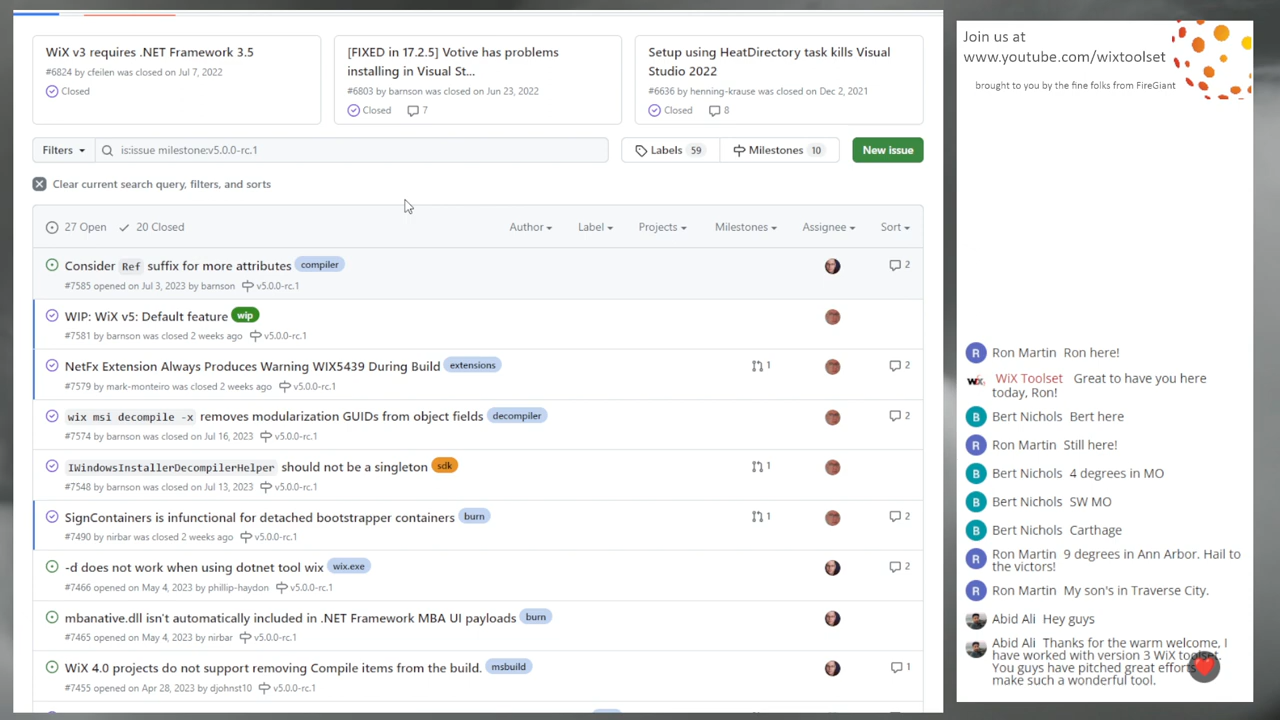 WiX v3 requires .NET Framework 3.5
#6824 by cfeilen was closed on Jul 7, 2022
Closed
[FIXED in 17.2.5] Votive has problems
installing in Visual St...
#6803 by barnson was closed on Jun 23, 2022
Closed 7
Setup using HeatDirectory task kills Visual
Studio 2022
#6636 by henning-krause was closed on Dec 2, 2021
Closed 8
Filters is:issue milestone:v5.0.0-rc.1 Labels 59 Milestones 10 New issue
Clear current search query, filters, and sorts
27 Open 20 Closed Author Label Projects Milestones Assignee Sort
Consider Ref suffix for more attributes compiler 2
#7585 opened on Jul 3, 2023 by barnson v5.0.0-rc.1
WIP: WiX v5: Default feature wip
#7581 by barnson was closed 2 weeks ago v5.0.0-rc.1
NetFx Extension Always Produces Warning WIX5439 During Build extensions 1 2
#7579 by mark-monteiro was closed 2 weeks ago v5.0.0-rc.1
wix msi decompile -x removes modularization GUIDs from object fields decompiler 2
#7574 by barnson was closed on Jul 16, 2023 v5.0.0-rc.1
IWindowsInstallerDecompilerHelper should not be a singleton sdk 1
#7548 by barnson was closed on Jul 13, 2023 v5.0.0-rc.1
SignContainers is infunctional for detached bootstrapper containers burn 1 2
#7490 by nirbar was closed 2 weeks ago v5.0.0-rc.1
-d does not work when using dotnet tool wix wix.exe 2
#7466 opened on May 4, 2023 by phillip-haydon v5.0.0-rc.1
mbanative.dll isn't automatically included in .NET Framework MBA UI payloads burn
#7465 opened on May 4, 2023 by nirbar v5.0.0-rc.1
WiX 4.0 projects do not support removing Compile items from the build. msbuild 1
#7455 opened on Apr 28, 2023 by djohnst10 v5.0.0-rc.1
Join us at
www.youtube.com/wixtoolset
brought to you by the fine folks from FireGiant
R Ron Martin Ron here!
WiX WiX Toolset Great to have you here
today, Ron!
B Bert Nichols Bert here
R Ron Martin Still here!
B Bert Nichols 4 degrees in MO
B Bert Nichols SW MO
B Bert Nichols Carthage
R Ron Martin 9 degrees in Ann Arbor. Hail to
the victors!
R Ron Martin My son's in Traverse City.
Abid Ali Hey guys
Abid Ali Thanks for the warm welcome, I
have worked with version 3 WiX toolset.
You guys have pitched great efforts
make such a wonderful tool.